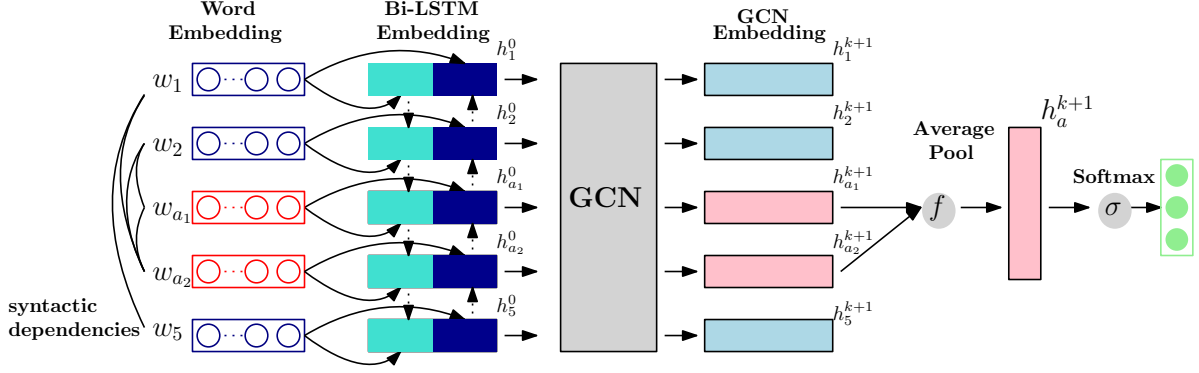 Word
Embedding
Bi-LSTM
Embedding
GCN
Embedding
w_1
h_1^0
h_1^{k+1}
w_2
h_2^0
h_2^{k+1}
w_{a_1}
h_{a_1}^0
h_{a_1}^{k+1}
w_{a_2}
h_{a_2}^0
h_{a_2}^{k+1}
w_5
h_5^0
h_5^{k+1}
syntactic
dependencies
GCN
Average
Pool
f
h_a^{k+1}
Softmax
σ